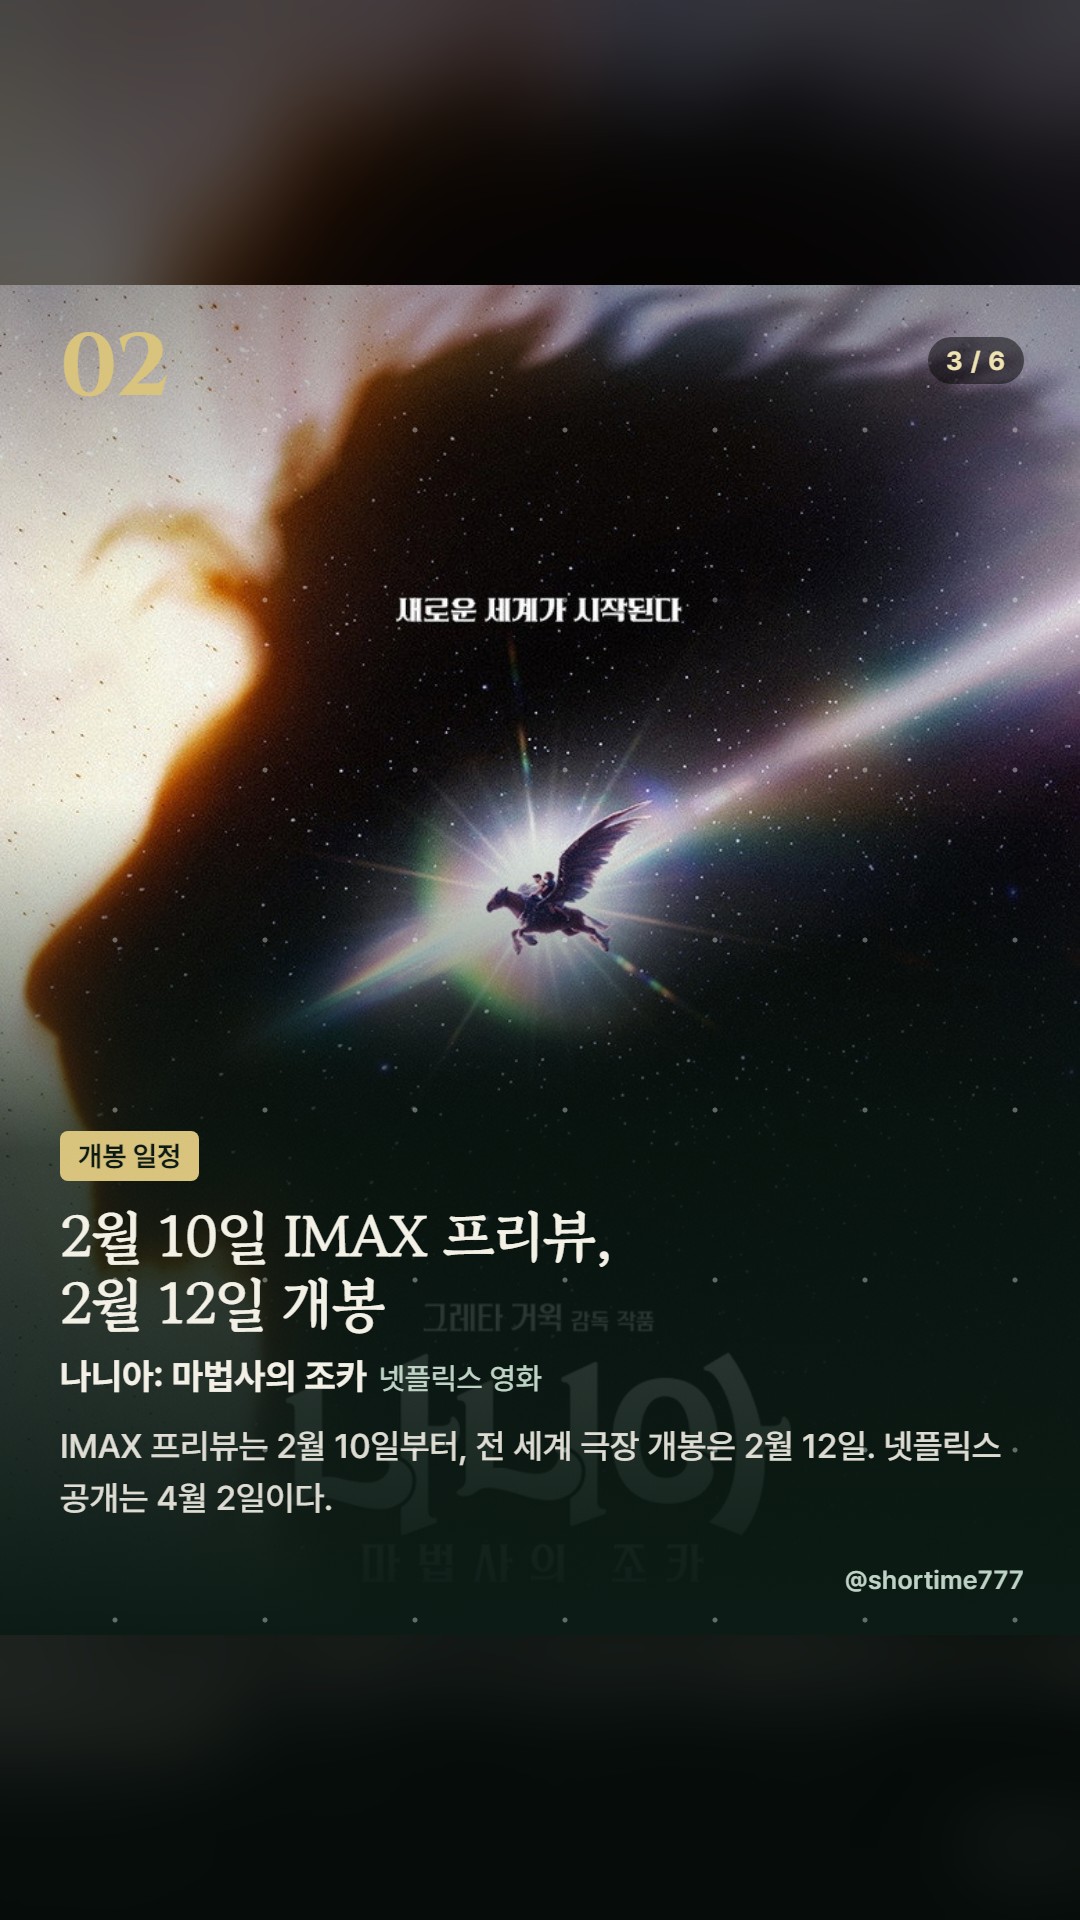 02
3 / 6
새로운 세계가 시작된다
개봉 일정
2월 10일 IMAX 프리뷰,
2월 12일 개봉
그레타 거윅 감독 작품
나니아: 마법사의 조카 넷플릭스 영화
나니아
IMAX 프리뷰는 2월 10일부터, 전 세계 극장 개봉은 2월 12일. 넷플릭스
공개는 4월 2일이다.
마법사의 조카
@shortime777